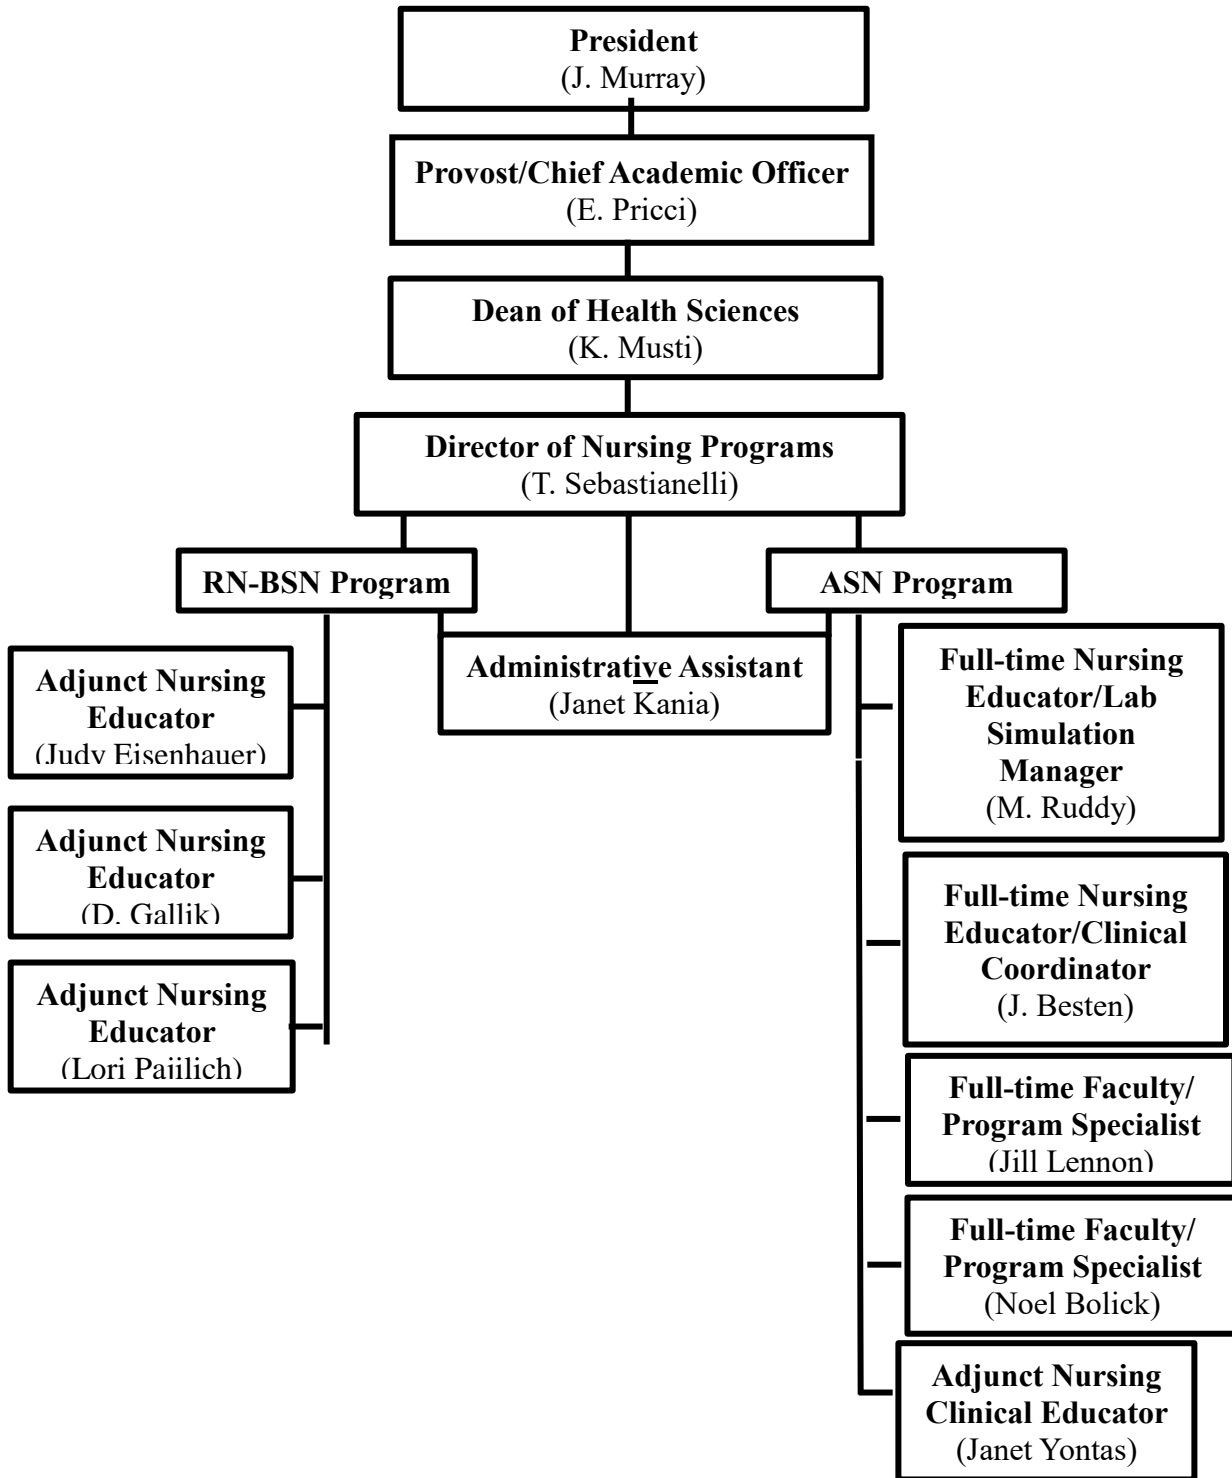 President
(J. Murray)
Provost/Chief Academic Officer
(E. Pricci)
Dean of Health Sciences
(K. Musti)
Director of Nursing Programs
(T. Sebastianelli)
RN-BSN Program
ASN Program
Administrative Assistant
(Janet Kania)
Adjunct Nursing
Educator
(Judy Eisenhauer)
Adjunct Nursing
Educator
(D. Gallik)
Adjunct Nursing
Educator
(Lori
Full-time Nursing
Educator/Lab
Simulation
Manager
(M. Ruddy)
Full-time Nursing
Educator/Clinical
Coordinator
(J. Besten)
Full-time Faculty/
Program Specialist
(Jill Lennon)
Full-time Faculty/
Program Specialist
(Noel Bolick)
Adjunct Nursing
Clinical Educator
(Janet Yontas)